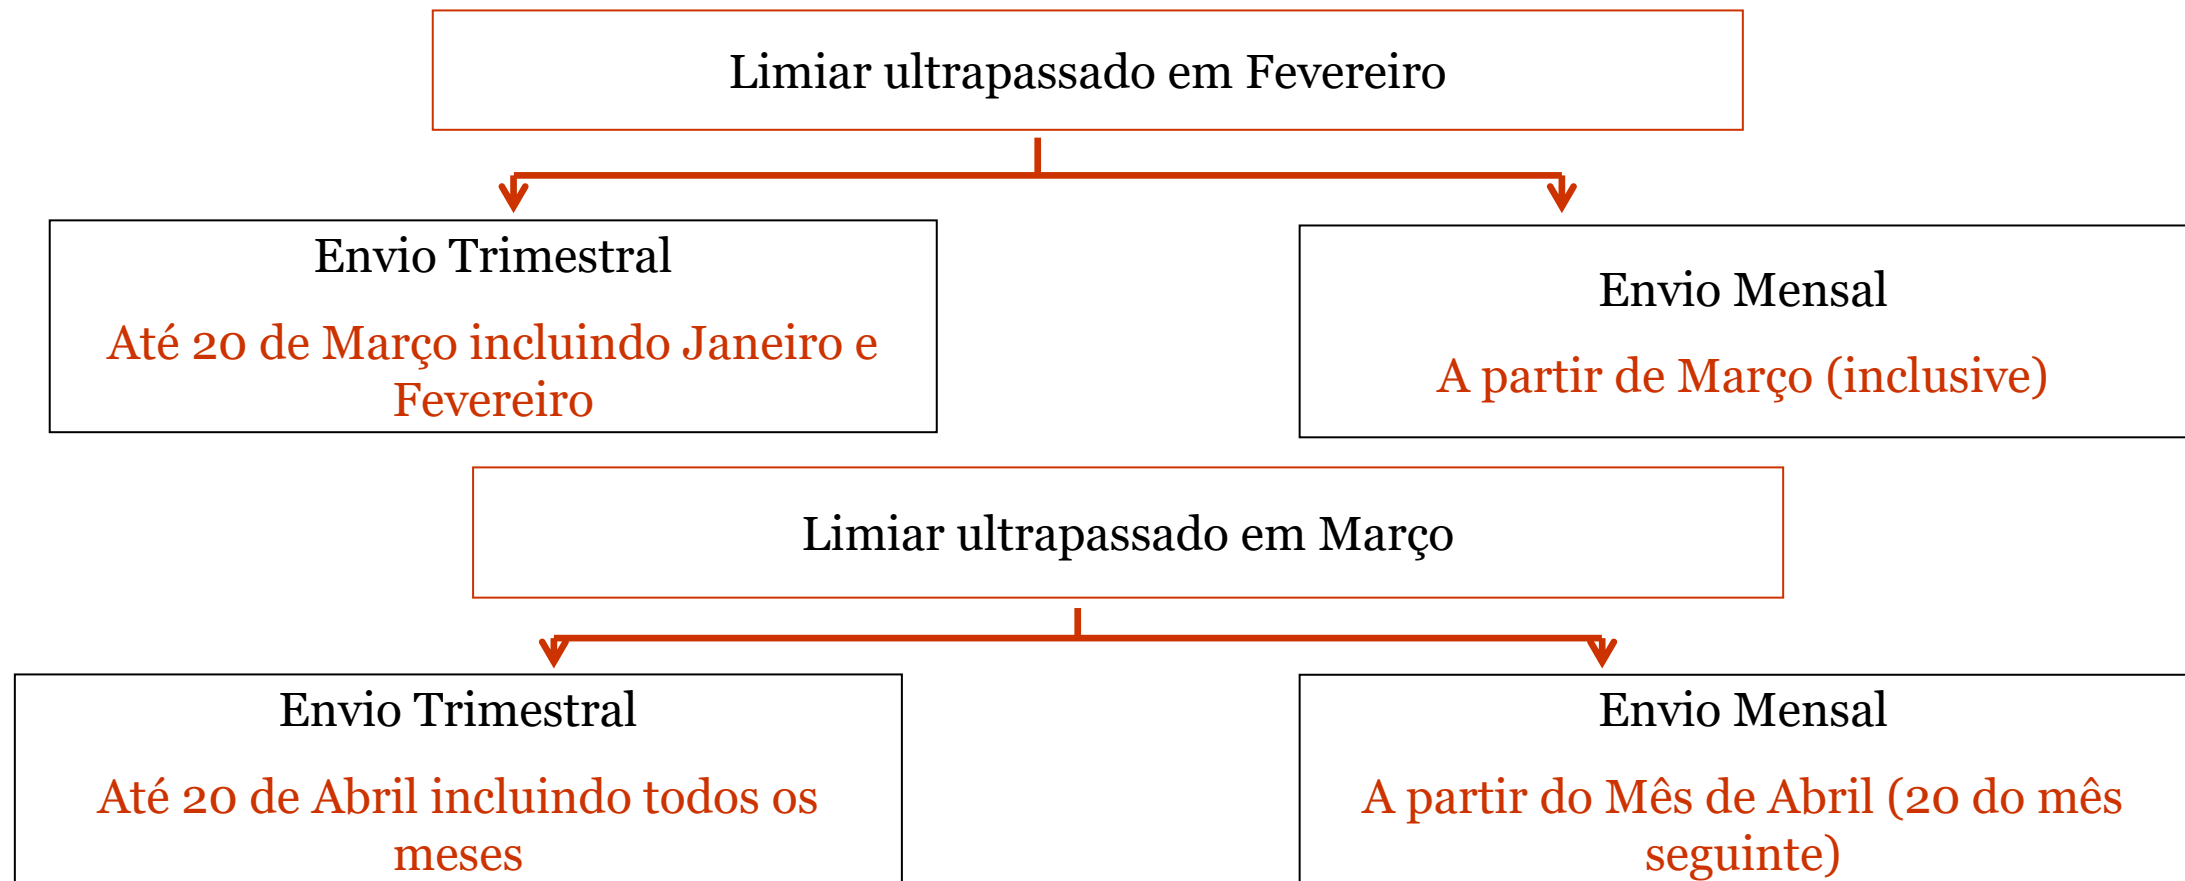 Limiar ultrapassado em Fevereiro
Envio Trimestral
Até 20 de Março incluindo Janeiro e
Fevereiro
Envio Mensal
A partir de Março (inclusive)
Limiar ultrapassado em Março
Envio Trimestral
Até 20 de Abril incluindo todos os
meses
Envio Mensal
A partir do Mês de Abril (20 do mês
seguinte)